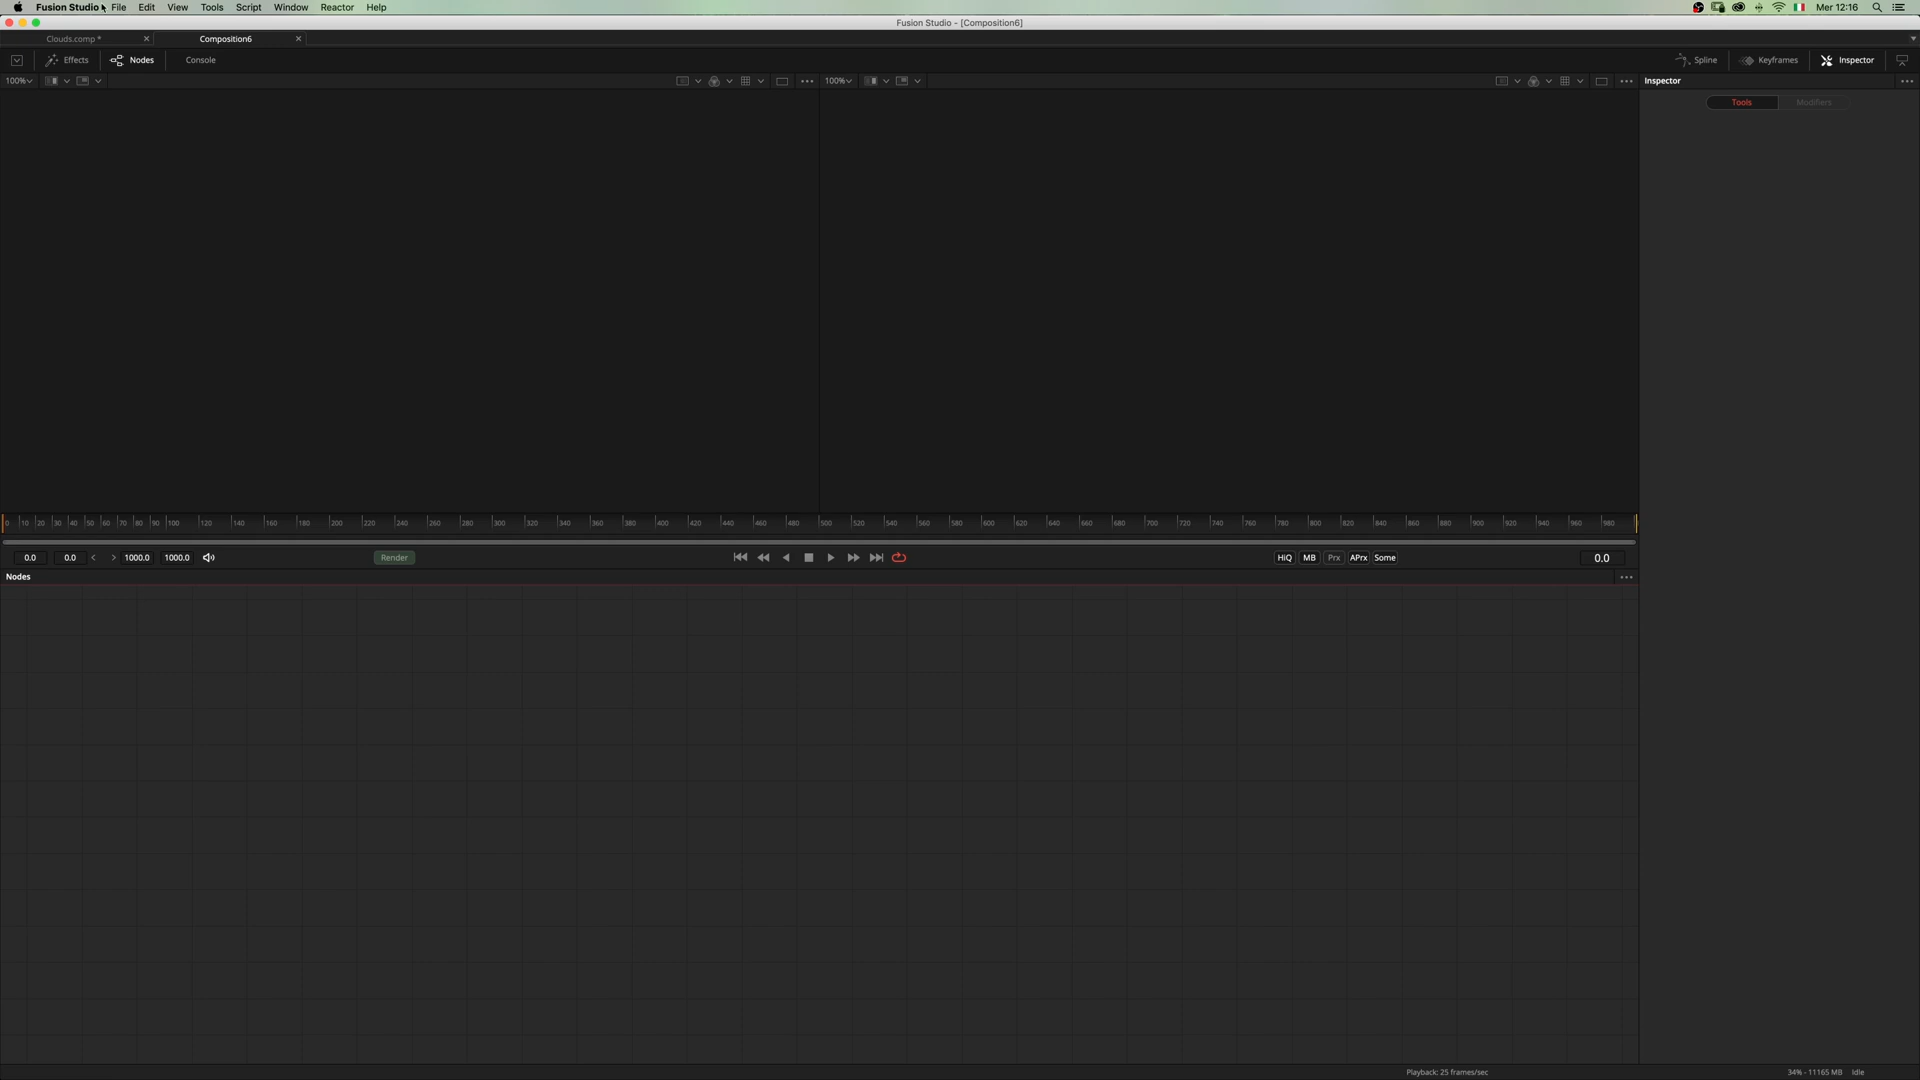 Fusion Studio File Edit View Tools Script Window Reactor Help Mer 12:16
Fusion Studio - [Composition6]
Clouds.comp * Composition6
Effects Nodes Console Spline Keyframes Inspector
100% 100% Inspector
Tools Modifiers
0 10 20 30 40 50 60 70 80 90 100 120 140 160 180 200 220 240 260 280 300 320 340 360 380 400 420 440 460 480 500 520 540 560 580 600 620 640 660 680 700 720 740 760 780 800 820 840 860 880 900 920 940 960 980
0.0 0.0 < > 1000.0 1000.0 Render HiQ MB Prx APrx Some 0.0
Nodes
Playback: 25 frames/sec 34% - 11165 MB Idle